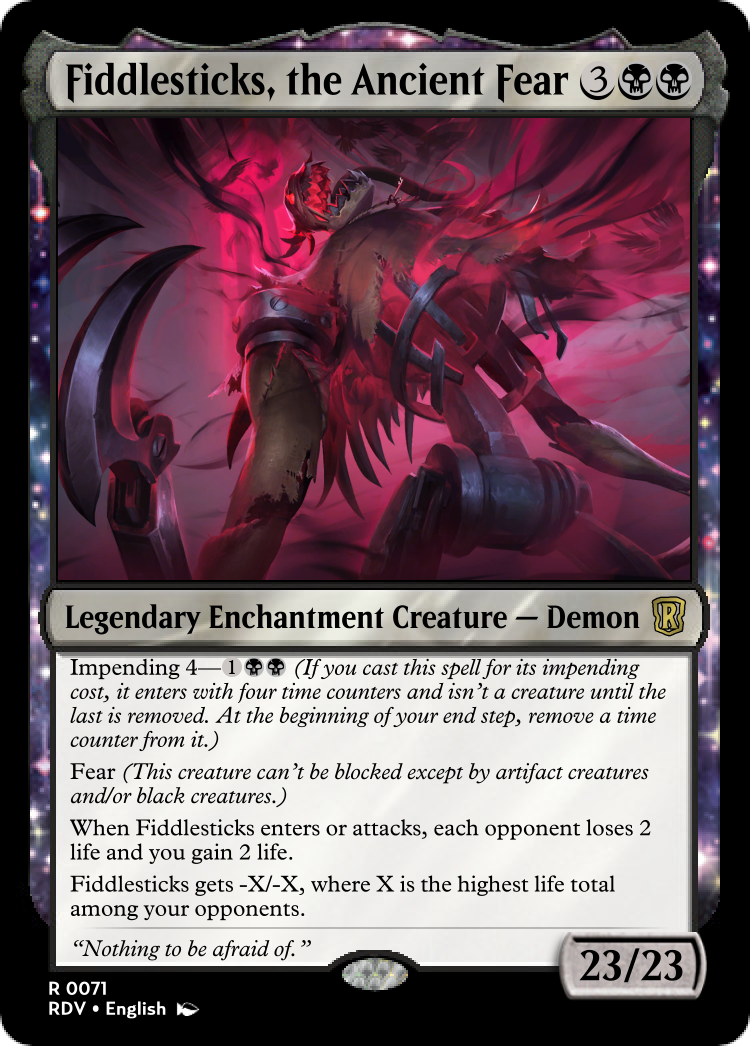 Fiddlesticks, the Ancient Fear 3
Legendary Enchantment Creature — Demon R
Impending 4—1 (If you cast this spell for its impending
cost, it enters with four time counters and isn't a creature until the
last is removed. At the beginning of your end step, remove a time
counter from it.)
Fear (This creature can't be blocked except by artifact creatures
and/or black creatures.)
When Fiddlesticks enters or attacks, each opponent loses 2
life and you gain 2 life.
Fiddlesticks gets -X/-X, where X is the highest life total
among your opponents.
“Nothing to be afraid of.”
23/23
R 0071
RDV • English